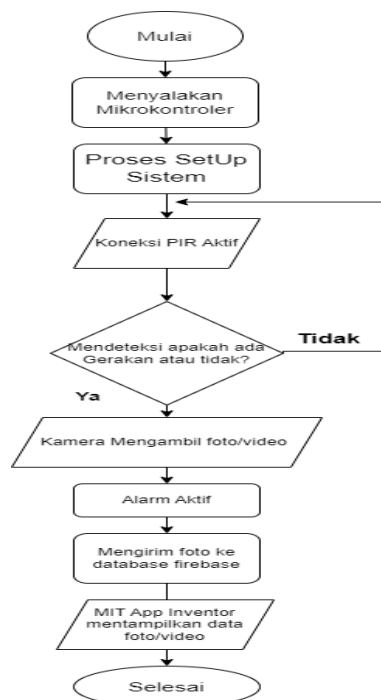 Mulai
Menyalakan
Mikrokontroler
Proses SetUp
Sistem
Koneksi PIR Aktif
Mendeteksi apakah ada
Gerakan atau tidak?
Tidak
Ya
Kamera Mengambil foto/video
Alarm Aktif
Mengirim foto ke
database firebase
MIT App Inventor
mentampilkan data
foto/video
Selesai